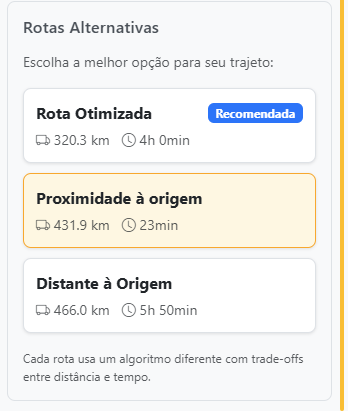 Rotas Alternativas
Escolha a melhor opção para seu trajeto:
Rota Otimizada Recomendada
320.3 km 4h 0min
Proximidade à origem
431.9 km 23min
Distante à Origem
466.0 km 5h 50min
Cada rota usa um algoritmo diferente com trade-offs
entre distância e tempo.